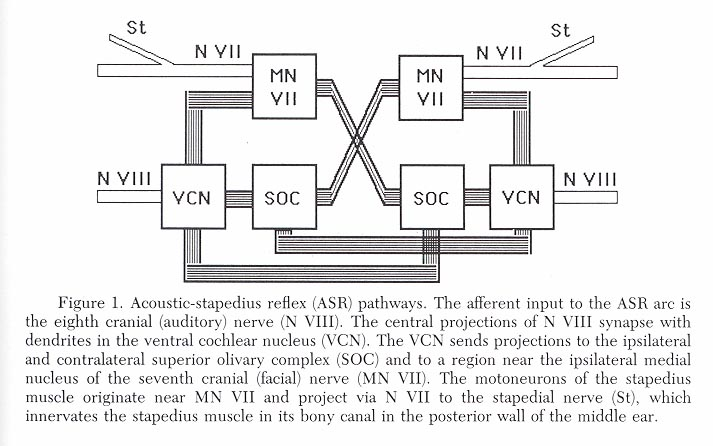 St
St
N VII
N VII
MN
VII
MN
VII
N VIII
VCN
SOC
SOC
VCN
N VIII
Figure 1. Acoustic-stapedius reflex (ASR) pathways. The afferent input to the ASR arc is
the eighth cranial (auditory) nerve (N VIII). The central projections of N VIII synapse with
dendrites in the ventral cochlear nucleus (VCN). The VCN sends projections to the ipsilateral
and contralateral superior olivary complex (SOC) and to a region near the ipsilateral medial
nucleus of the seventh cranial (facial) nerve (MN VII). The motoneurons of the stapedius
muscle originate near MN VII and project via N VII to the stapedial nerve (St), which
innervates the stapedius muscle in its bony canal in the posterior wall of the middle ear.